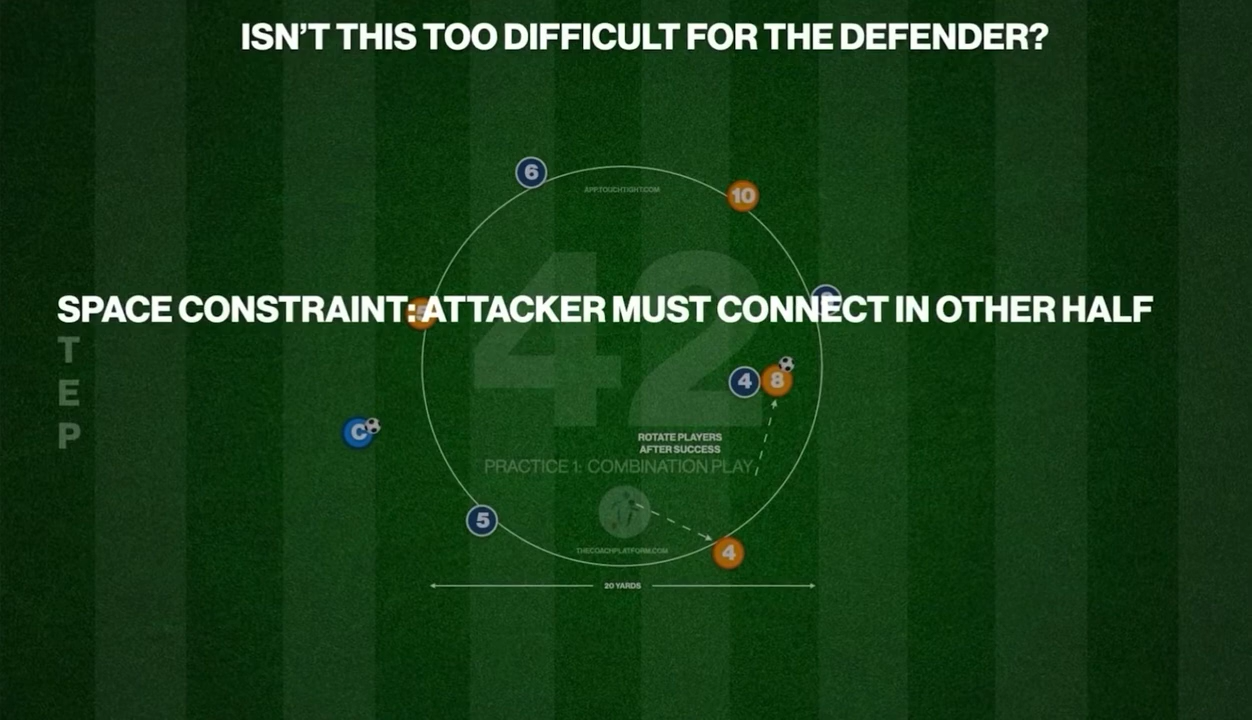 ISN'T THIS TOO DIFFICULT FOR THE DEFENDER?
6
10
APP.TOUCHTIGHT.COM
42
SPACE CONSTRAINT: ATTACKER MUST CONNECT IN OTHER HALF
T
E
P
4
8
C
ROTATE PLAYERS
AFTER SUCCESS
PRACTICE 1: COMBINATION PLAY
5
THECOACHPLATFORM.COM
4
20 YARDS